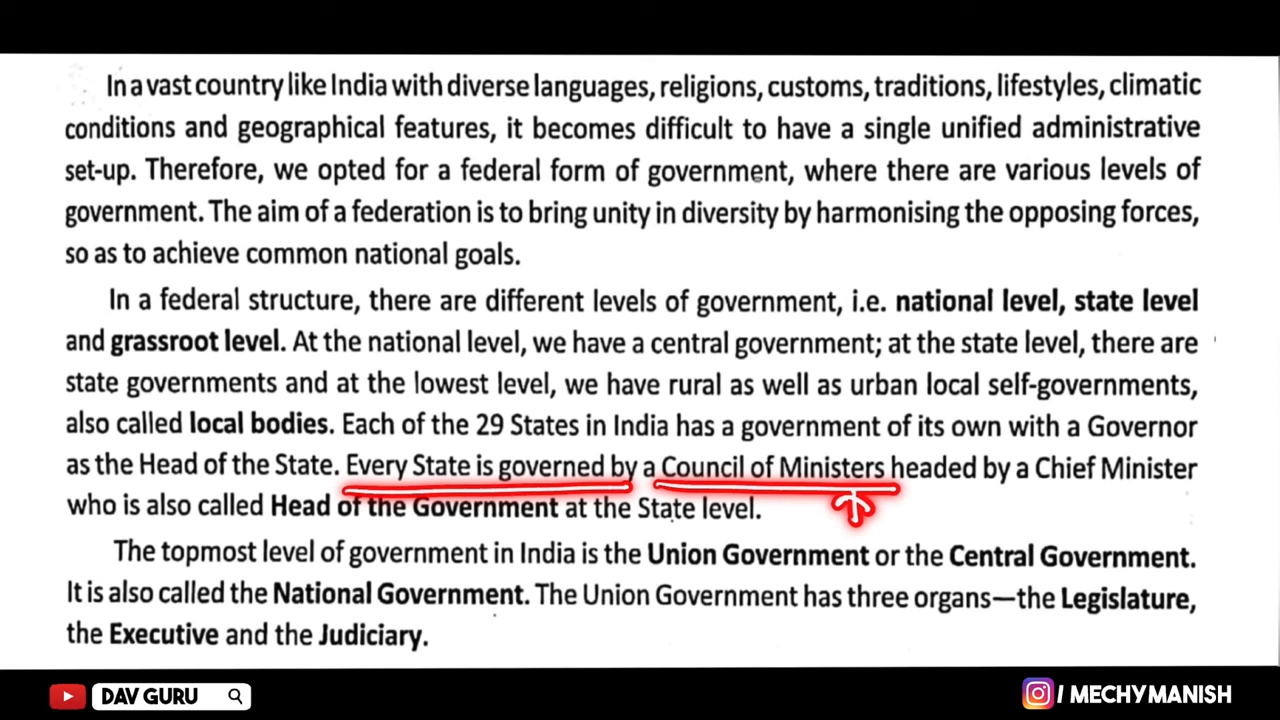 In a vast country like India with diverse languages, religions, customs, traditions, lifestyles, climatic
conditions and geographical features, it becomes difficult to have a single unified administrative
set-up. Therefore, we opted for a federal form of government, where there are various levels of
government. The aim of a federation is to bring unity in diversity by harmonising the opposing forces,
so as to achieve common national goals.
In a federal structure, there are different levels of government, i.e. national level, state level
and grassroot level. At the national level, we have a central government; at the state level, there are
state governments and at the lowest level, we have rural as well as urban local self-governments,
also called local bodies. Each of the 29 States in India has a government of its own with a Governor
as the Head of the State. Every State is governed by a Council of Ministers headed by a Chief Minister
who is also called Head of the Government at the State level.
The topmost level of government in India is the Union Government or the Central Government.
It is also called the National Government. The Union Government has three organs—the Legislature,
the Executive and the Judiciary.
DAV GURU
/ MECHYMANISH